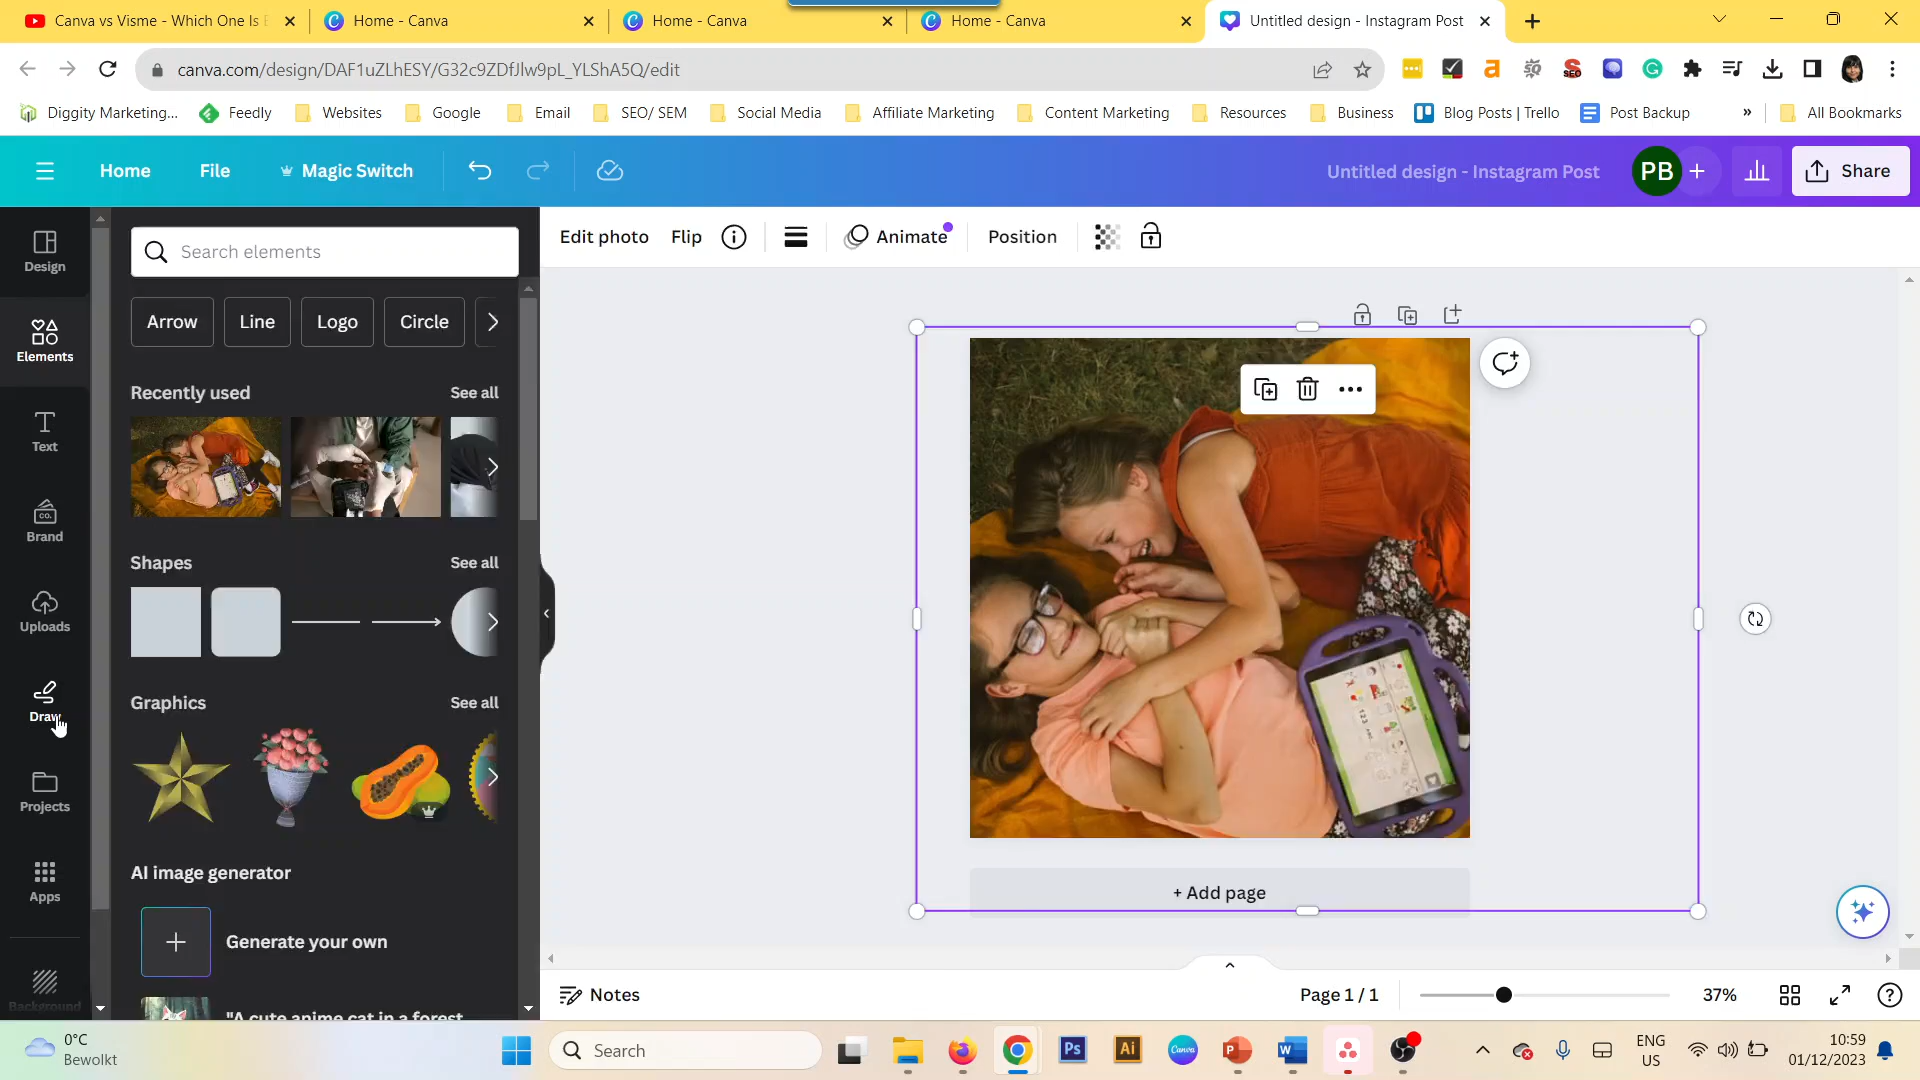 Canva vs Visme - Which One Is
Home - Canva
Home - Canva
Home - Canva
Untitled design - Instagram Post
canva.com/design/DAF1uZLhESY/G32c9ZDfJlw9pL_YLShA5Q/edit
Diggity Marketing...
Feedly
Websites
Google
Email
SEO/ SEM
Social Media
Affiliate Marketing
Content Marketing
Resources
Business
Blog Posts | Trello
Post Backup
»
All Bookmarks
Home
File
Magic Switch
Untitled design - Instagram Post
PB
Share
Design
Elements
Text
Brand
Uploads
Draw
Projects
Apps
Background
Search elements
Arrow
Line
Logo
Circle
Recently used
See all
Shapes
See all
Graphics
See all
AI image generator
Generate your own
"A cute anime cat in a forest
Edit photo
Flip
Animate
Position
+ Add page
Notes
Page 1 / 1
37%
0°C
Bewolkt
Search
Ps
Ai
Canva
ENG
US
10:59
01/12/2023